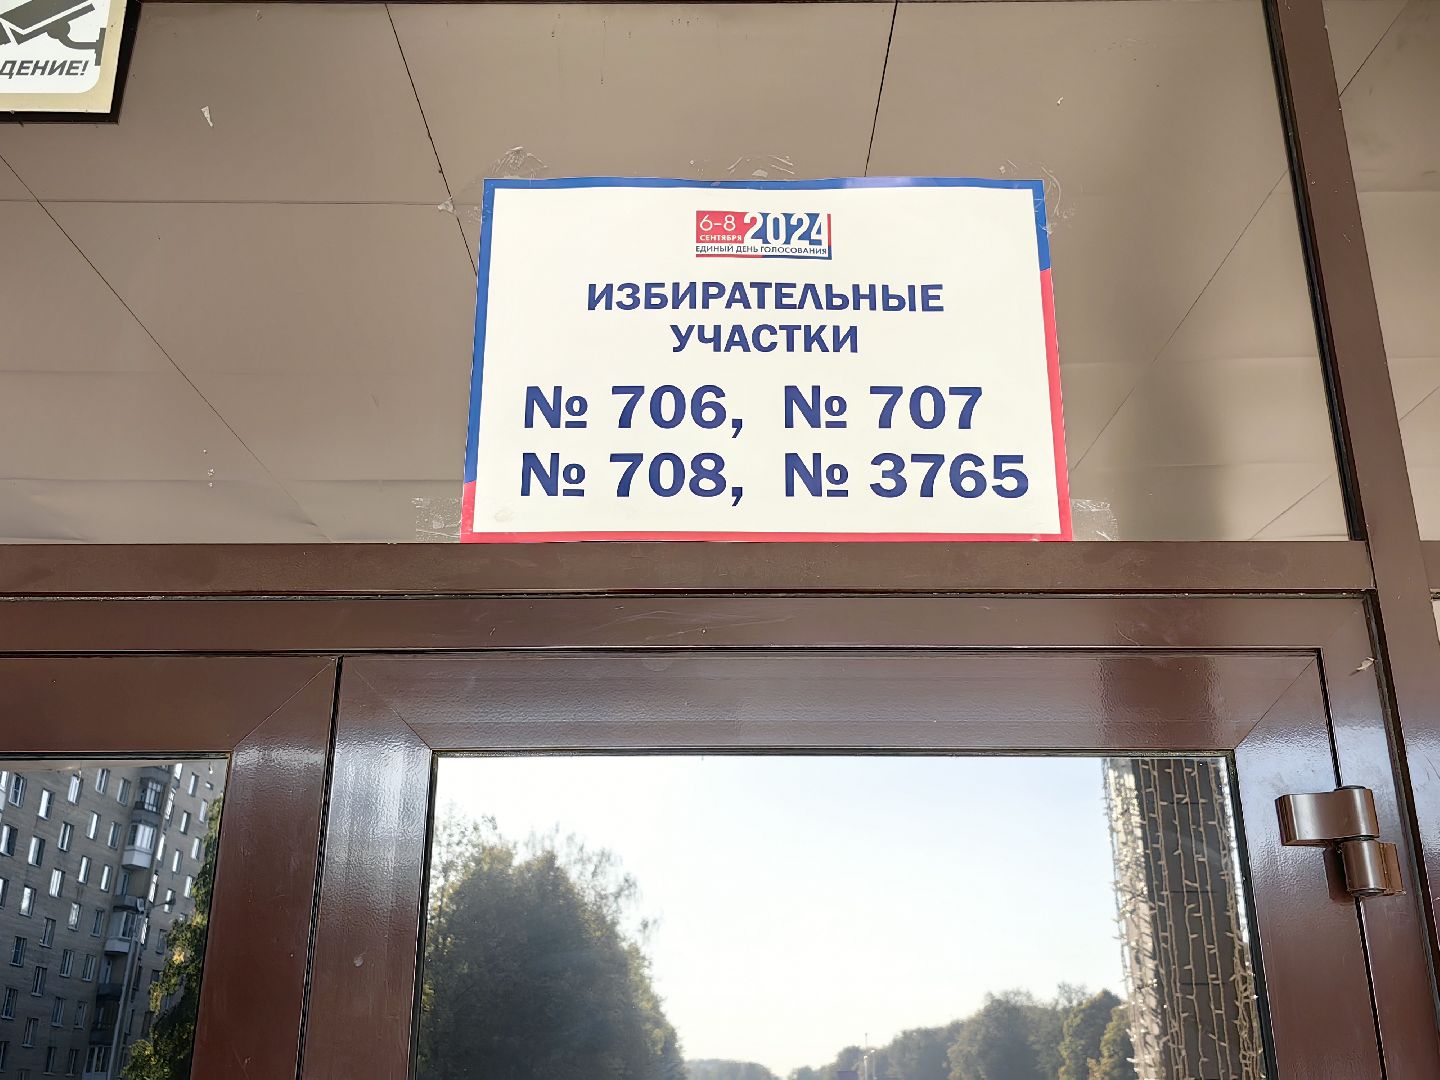 ДЕНИЕ!
6-8 2024
СЕНТЯБРЯ
ЕДИНЫЙ ДЕНЬ ГОЛОСОВАНИЯ
ИЗБИРАТЕЛЬНЫЕ
УЧАСТКИ
№ 706, № 707
№ 708, № 3765